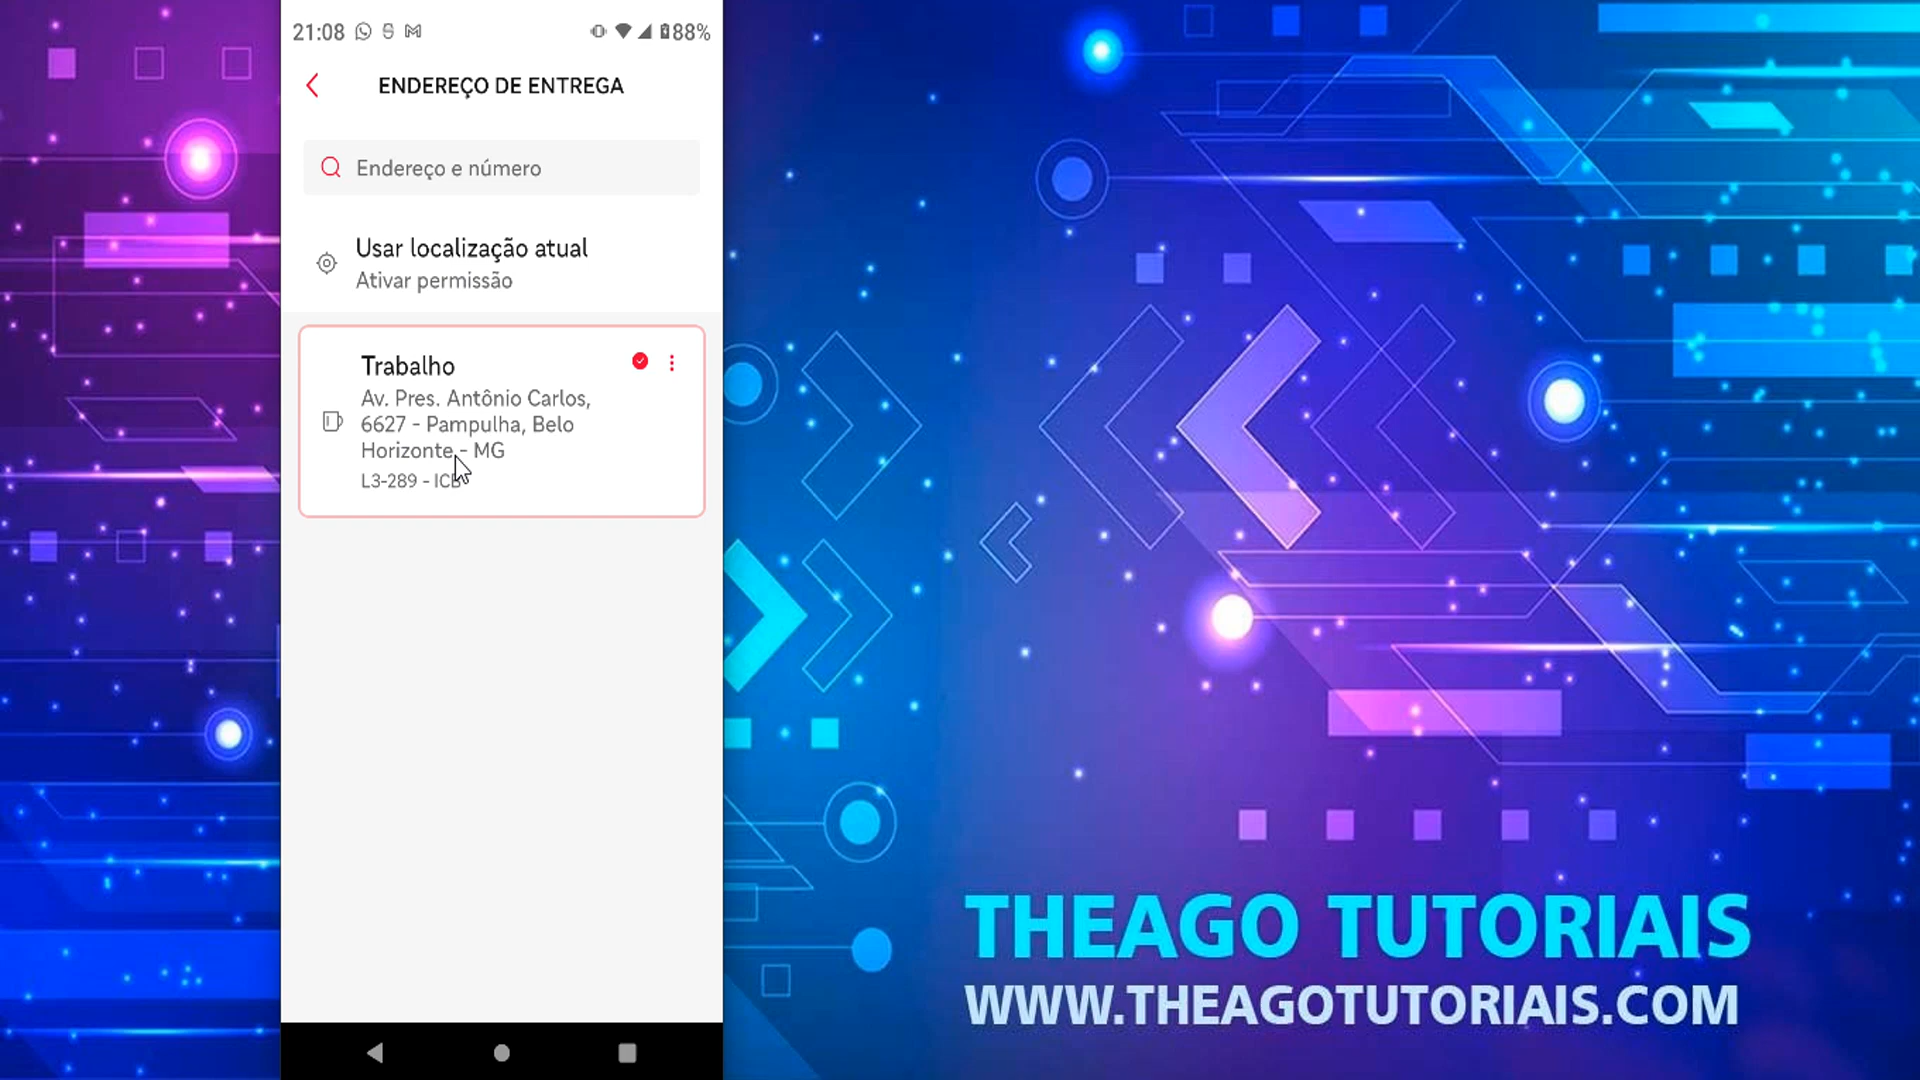 21:08
88%
ENDEREÇO DE ENTREGA
Endereço e número
Usar localização atual
Ativar permissão
Trabalho
Av. Pres. Antônio Carlos,
6627 - Pampulha, Belo
Horizonte - MG
L3-289 -
THEAGO TUTORIAIS
WWW.THEAGOTUTORIAIS.COM